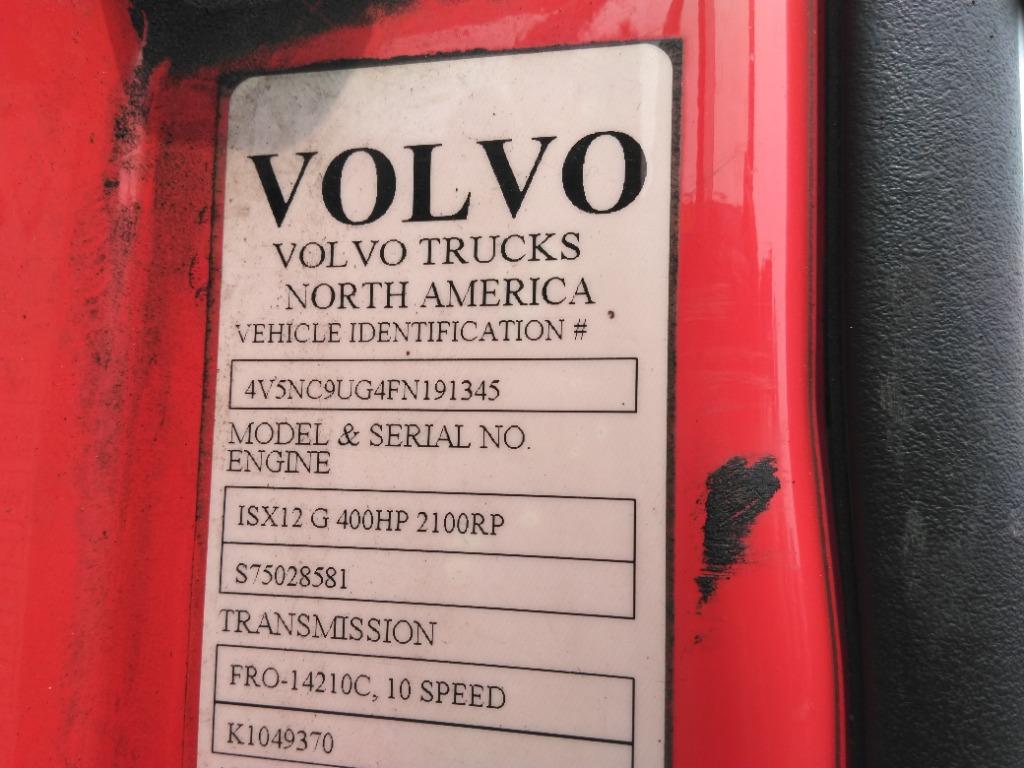 VOLVO
VOLVO TRUCKS
NORTH AMERICA
VEHICLE IDENTIFICATION #
4V5NC9UG4FN191345
MODEL & SERIAL NO.
ENGINE
ISX12 G 400HP 2100RP
S75028581
TRANSMISSION
FRO-14210C, 10 SPEED
K1049370